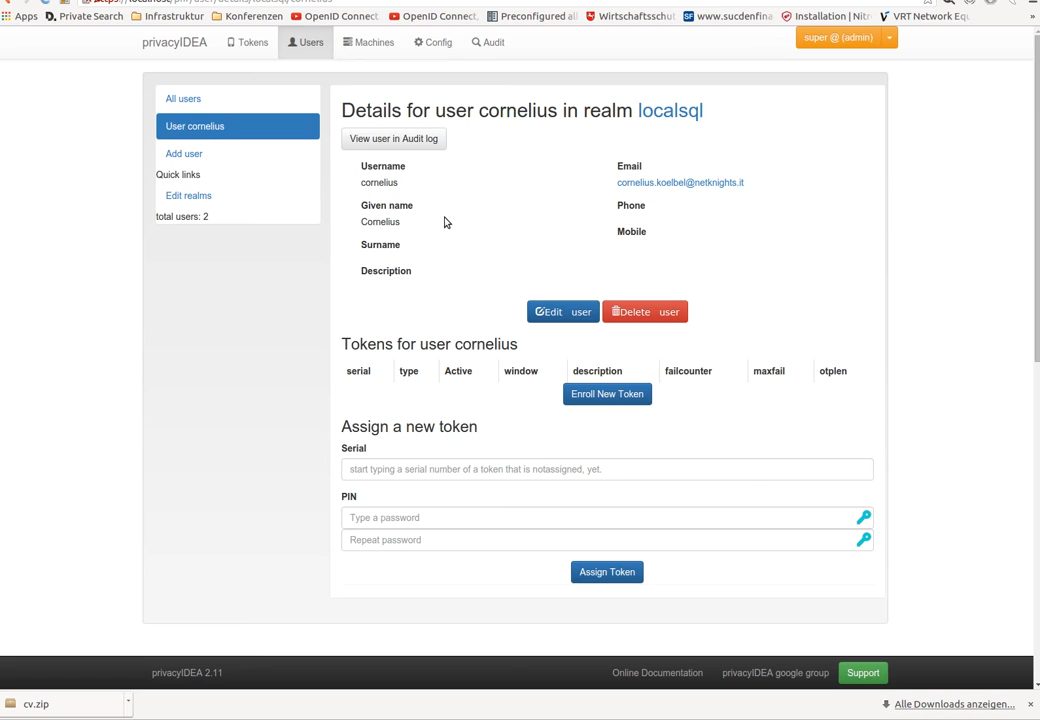 Apps Private Search Infrastruktur Konferenzen OpenID Connect OpenID Connect, Preconfigured al Wirtschaftsschut www.sucdenfina Installation | Nitr VRT Network Equ »
privacyIDEA Tokens Users Machines Config Audit super @ (admin)
All users
User cornelius
Add user
Quick links
Edit realms
total users: 2
Details for user cornelius in realm localsql
View user in Audit log
Username Email
cornelius cornelius.koelbel@netknights.it
Given name Phone
Cornelius
Mobile
Surname
Description
Edit user Delete user
Tokens for user cornelius
serial type Active window description failcounter maxfail otplen
Enroll New Token
Assign a new token
Serial
start typing a serial number of a token that is notassigned, yet.
PIN
Type a password
Repeat password
Assign Token
privacyIDEA 2.11 Online Documentation privacyIDEA google group Support
cv.zip Alle Downloads anzeigen... ×